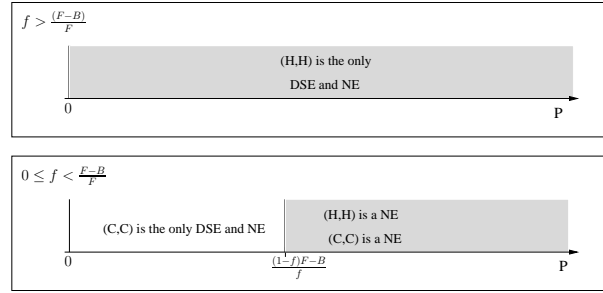 f > (F−B)/F
(H,H) is the only
DSE and NE
0
P
0 ≤ f < F−B/F
(H,H) is a NE
(C,C) is the only DSE and NE
(C,C) is a NE
0
(1−f)F−B/f
P